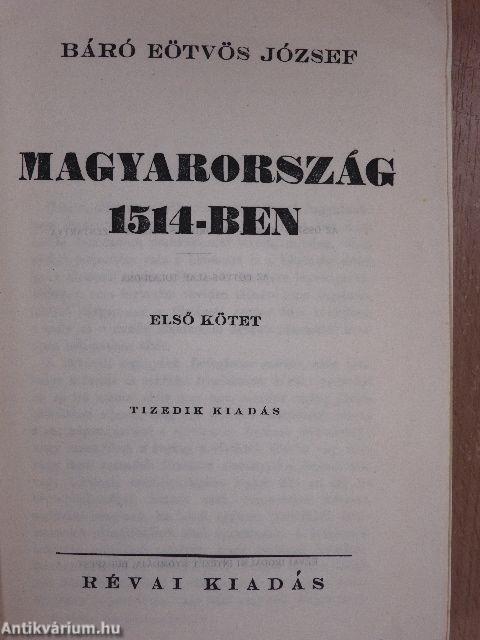 BÁRÓ EÖTVÖS JÓZSEF
MAGYARORSZÁG
1514-BEN
ELSŐ KÖTET
TIZEDIK KIADÁS
RÉVAI KIADÁS
Antikvárium.hu